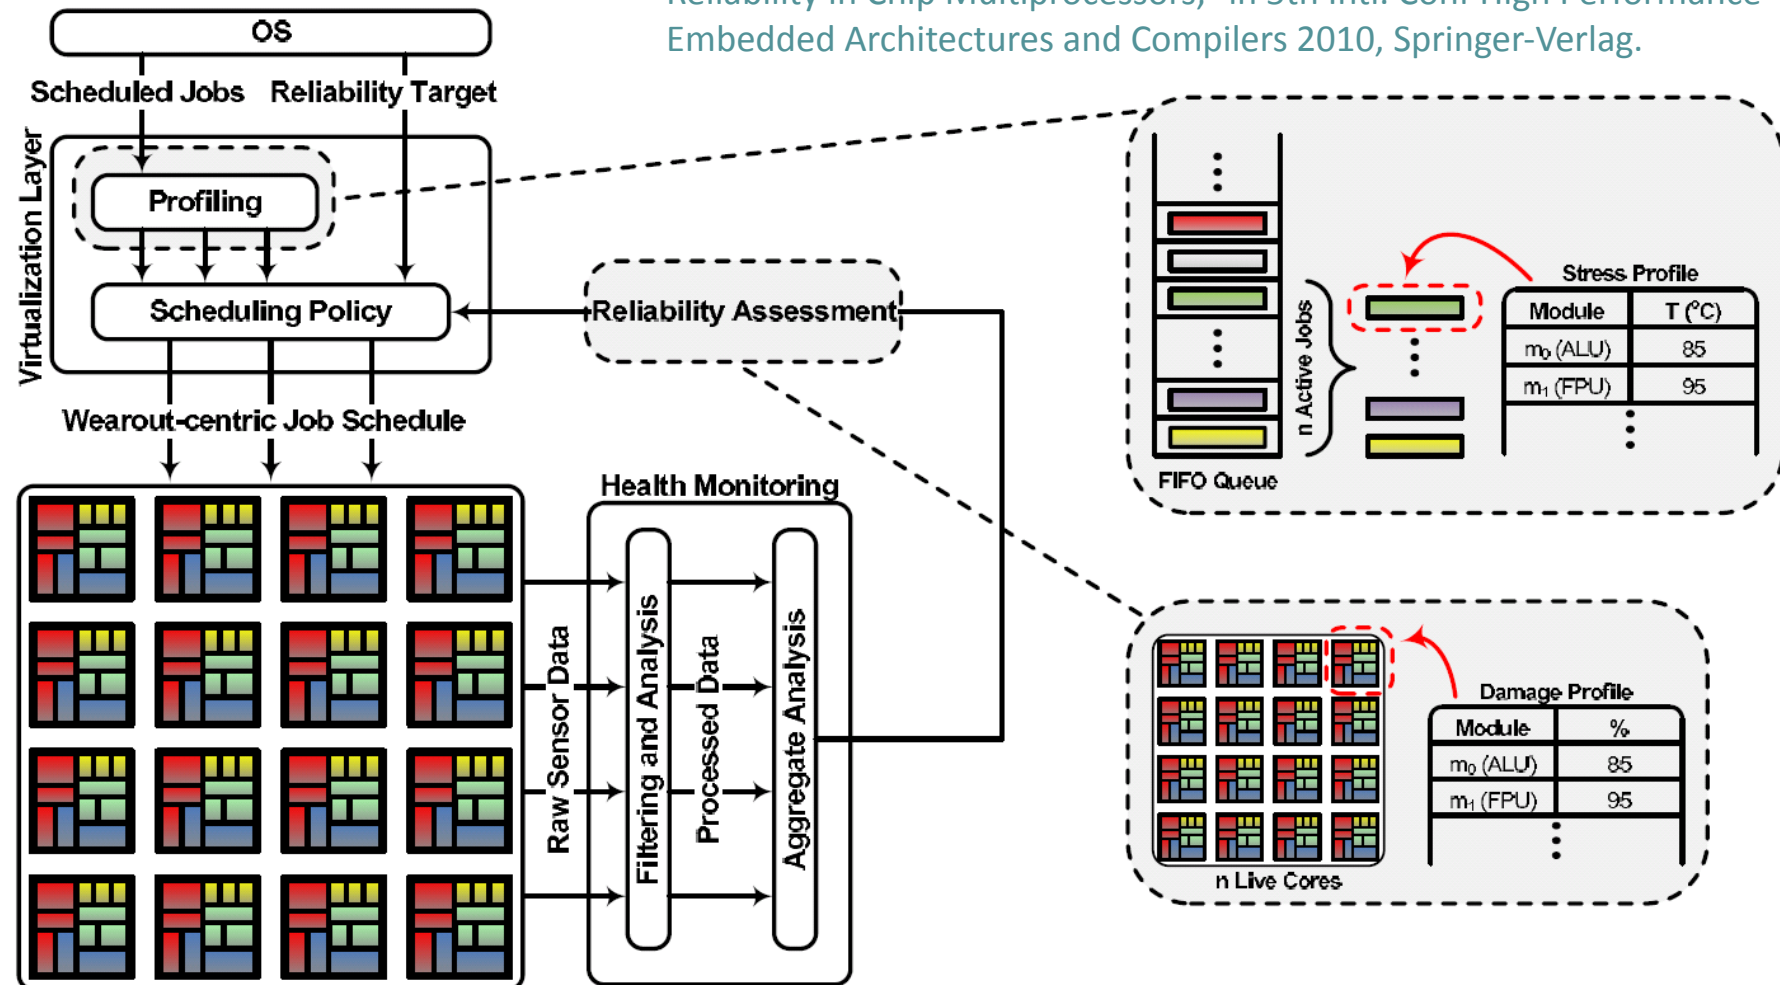 Reliability in Chip Multiprocessors," in 5th Intl. Conf High Performance
Embedded Architectures and Compilers 2010, Springer-Verlag.
OS
Scheduled Jobs
Reliability Target
Virtualization Layer
Profiling
Scheduling Policy
Reliability Assessment
Wearout-centric Job Schedule
Health Monitoring
Raw Sensor Data
Filtering and Analysis
Processed Data
Aggregate Analysis
FIFO Queue
n Active Jobs
Stress Profile
Module T (°C)
m₀ (ALU) 85
m₁ (FPU) 95
n Live Cores
Damage Profile
Module %
m₀ (ALU) 85
m₁ (FPU) 95